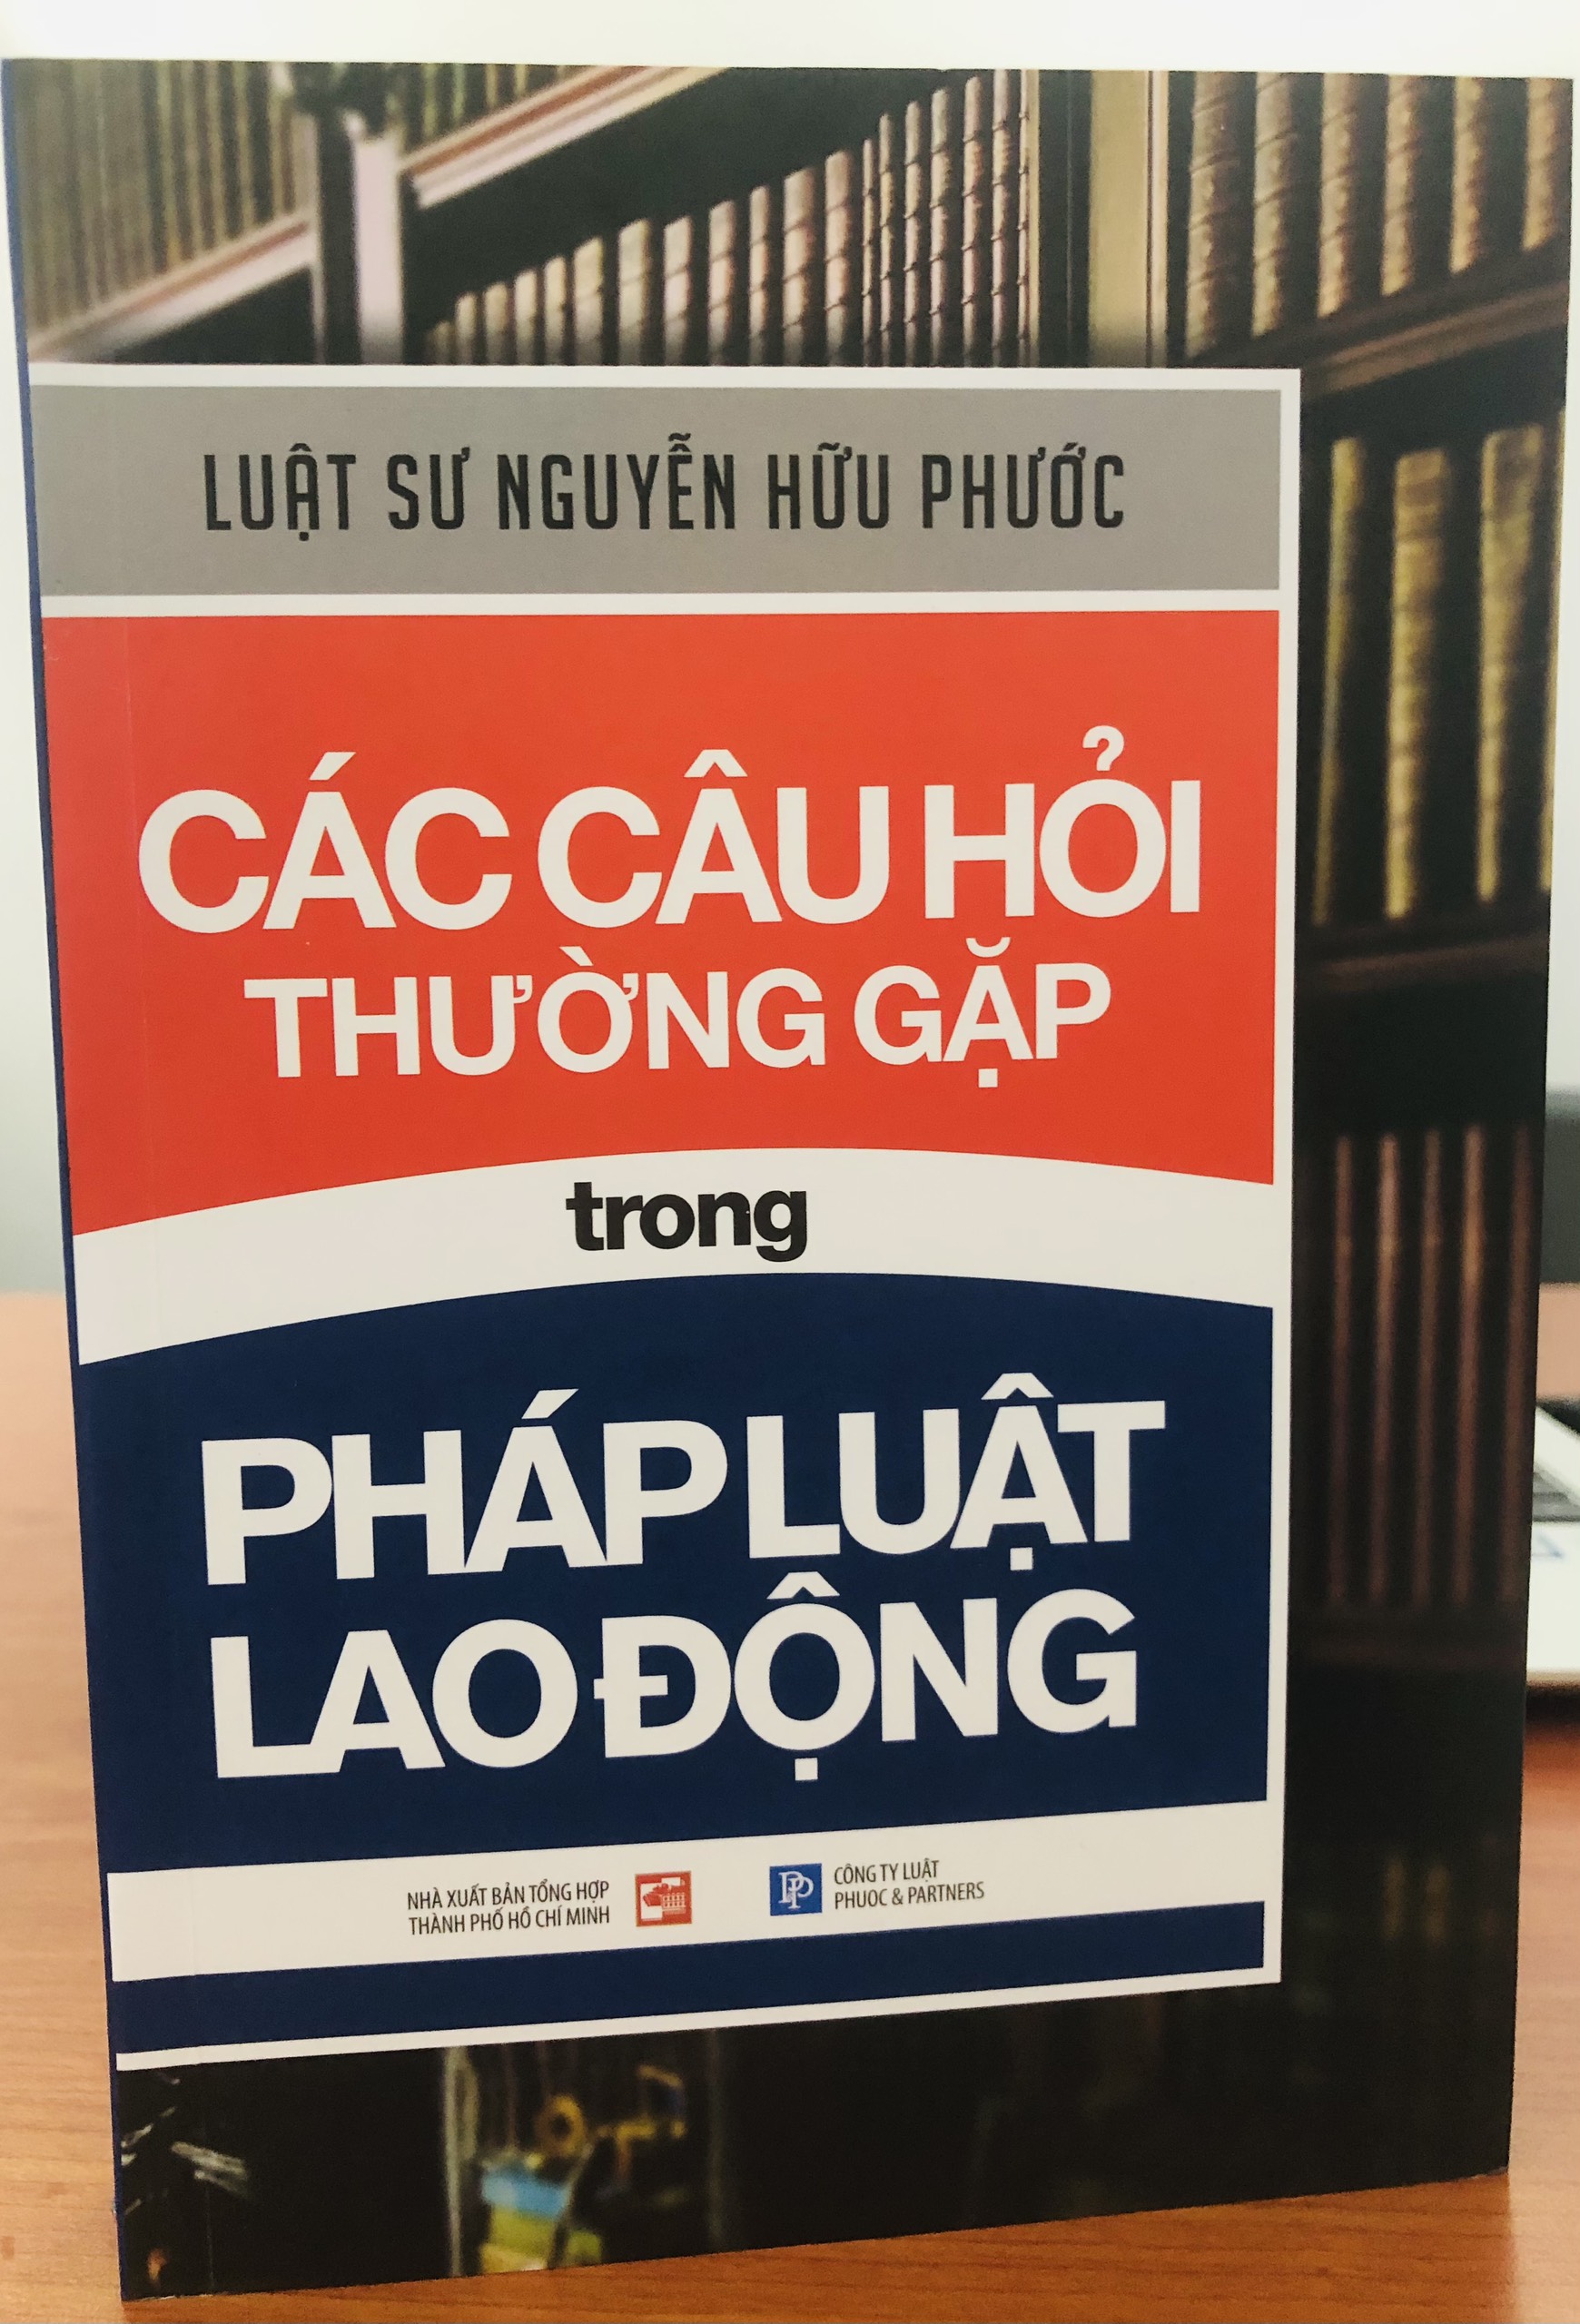 LUẬT SƯ NGUYỄN HỮU PHƯỚC
CÁC CÂU HỎI
THƯỜNG GẶP
trong
PHÁP LUẬT
LAO ĐỘNG
NHÀ XUẤT BẢN TỔNG HỢP
THÀNH PHỐ HỒ CHÍ MINH
PP
CÔNG TY LUẬT
PHUOC & PARTNERS